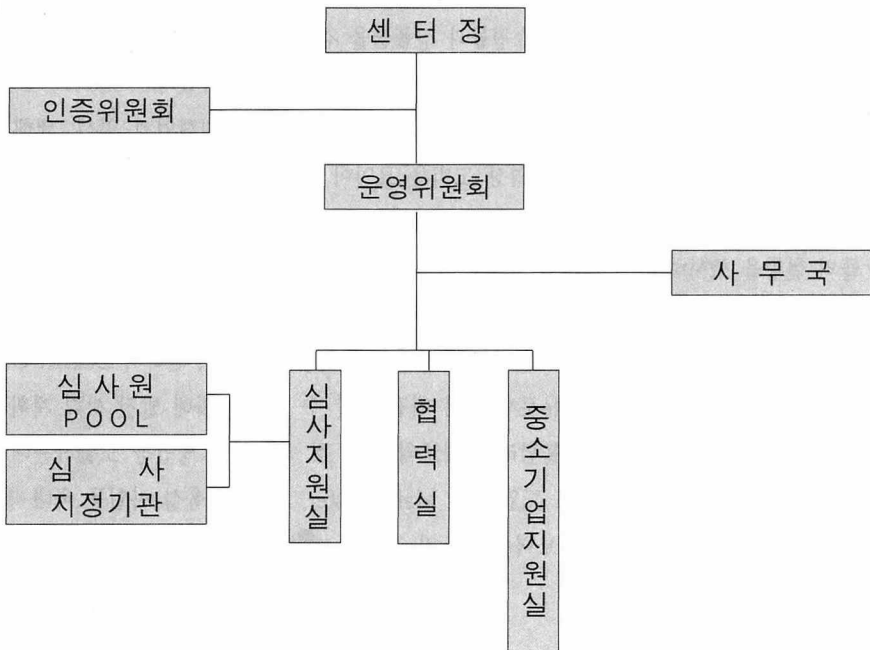 센 터 장
인증위원회
운영위원회
사 무 국
심 사 원
POOL
심 사
지정기관
심사지원실
협력실
중소기업지원실